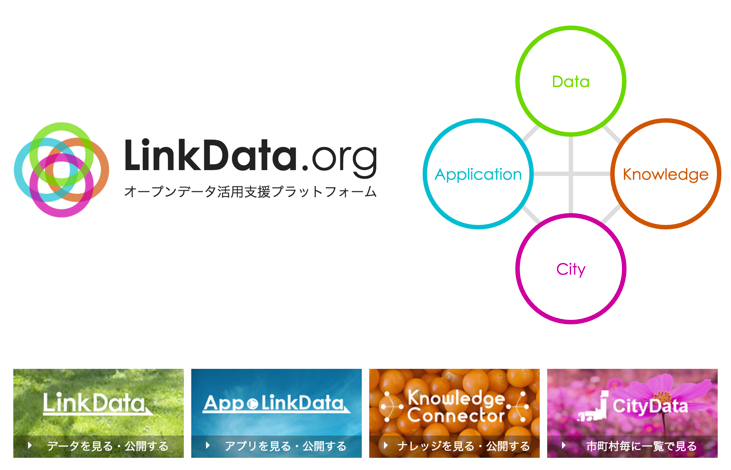 Data
LinkData.org
オープンデータ活用支援プラットフォーム
Application
Knowledge
City
LinkData
データを見る・公開する
App LinkData
アプリを見る・公開する
Knowledge
Connector
ナレッジを見る・公開する
CityData
市町村毎に一覧で見る